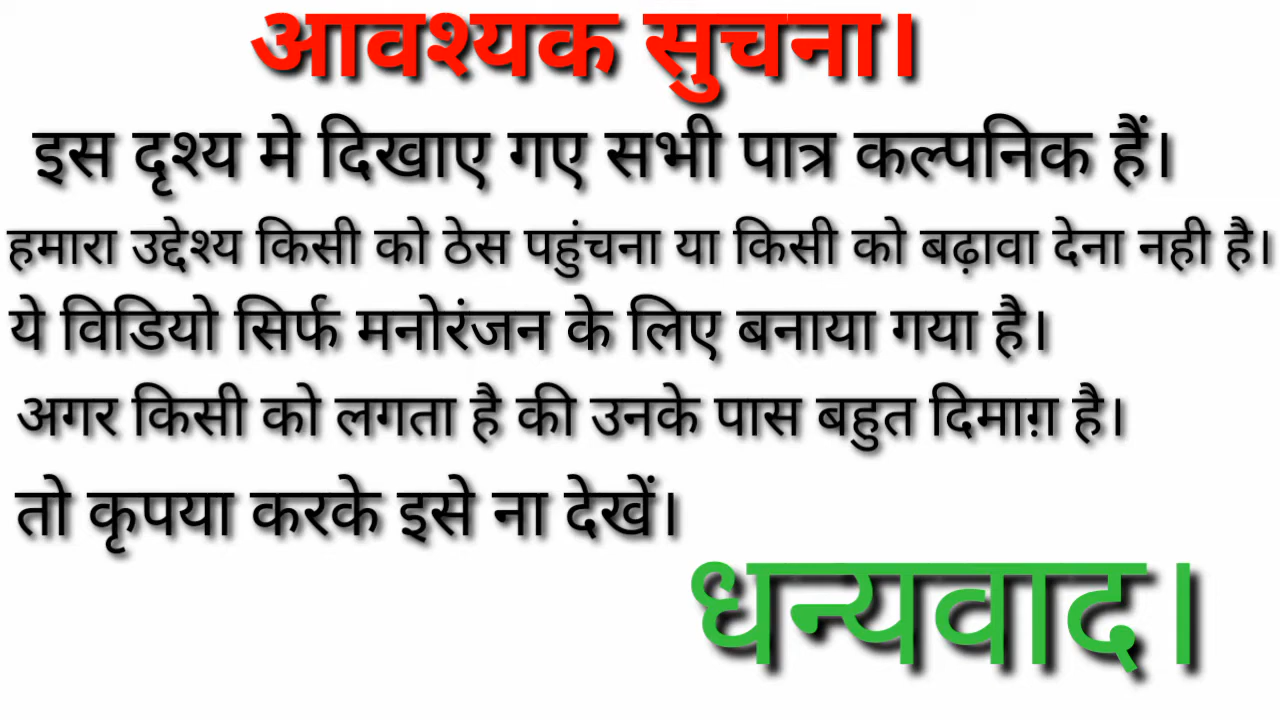 आवश्यक सुचना।
इस दृश्य मे दिखाए गए सभी पात्र कल्पनिक हैं।
हमारा उद्देश्य किसी को ठेस पहुंचना या किसी को बढ़ावा देना नही है।
ये विडियो सिर्फ मनोरंजन के लिए बनाया गया है।
अगर किसी को लगता है की उनके पास बहुत दिमाग़ है।
तो कृपया करके इसे ना देखें।
धन्यवाद।